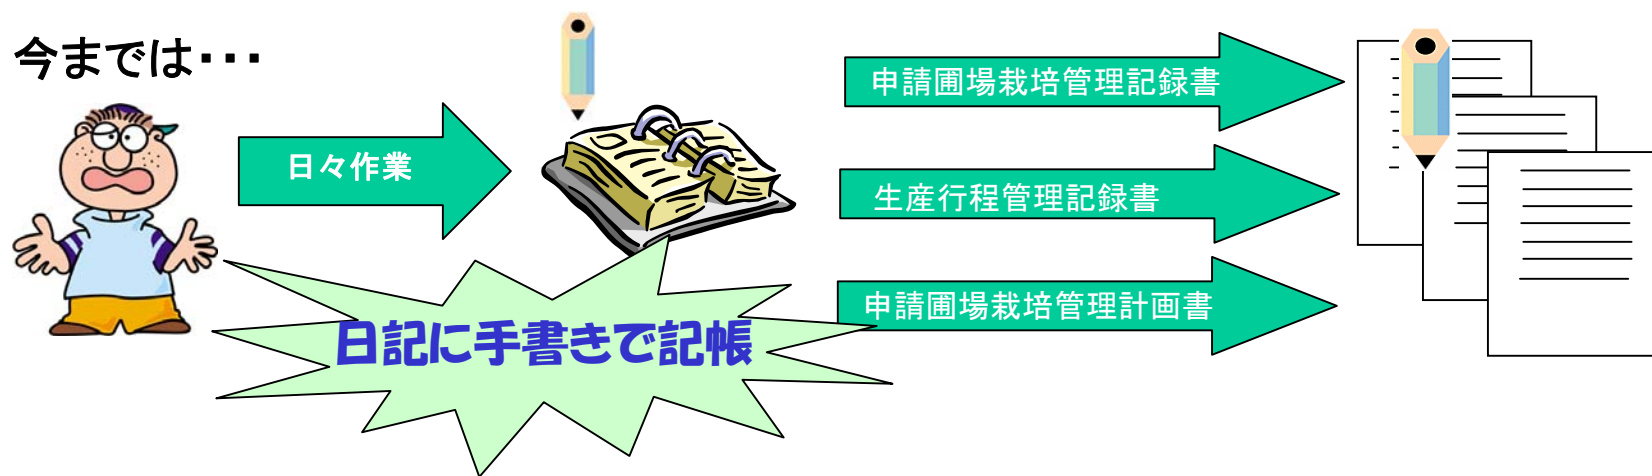 今までは・・・
日々作業
申請圃場栽培管理記録書
生産行程管理記録書
申請圃場栽培管理計画書
日記に手書きで記帳